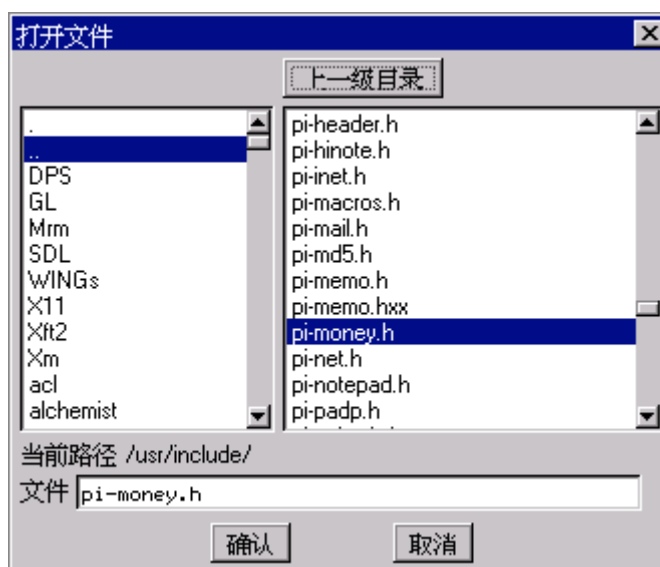 打开文件
上一级目录
.
..
DPS
GL
Mrm
SDL
WINGs
X11
Xft2
Xm
acl
alchemist
pi-header.h
pi-hinote.h
pi-inet.h
pi-macros.h
pi-mail.h
pi-md5.h
pi-memo.h
pi-memo.hxx
pi-money.h
pi-net.h
pi-notepad.h
pi-padp.h
当前路径 /usr/include/
文件 pi-money.h
确认 取消